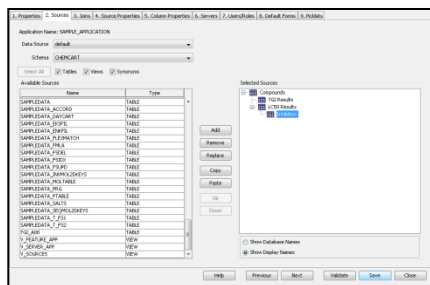 1. Properties 2. Sources 3. Joins 4. Source Properties 5. Column Properties 6. Servers 7. Users/Roles 8. Default Forms 9. Picklists
Application Name: SAMPLE_APPLICATION
Data Source default
Schema CHEMCART
Select All Tables Views Synonyms
Available Sources
Name Type
SAMPLEDATA TABLE
SAMPLEDATA_ACCORD TABLE
SAMPLEDATA_DAYCART TABLE
SAMPLEDATA_EKSFIL TABLE
SAMPLEDATA_ENKFIL TABLE
SAMPLEDATA_FLEXMATCH TABLE
SAMPLEDATA_FMLA TABLE
SAMPLEDATA_FSDEL TABLE
SAMPLEDATA_FSIDX TABLE
SAMPLEDATA_FSUPD TABLE
SAMPLEDATA_INVMOL2DKEYS TABLE
SAMPLEDATA_MOLTABLE TABLE
SAMPLEDATA_PRG TABLE
SAMPLEDATA_PTABLE TABLE
SAMPLEDATA_SALTS TABLE
SAMPLEDATA_SEQMOL2DKEYS TABLE
SAMPLEDATA_T_FS1 TABLE
SAMPLEDATA_T_FS2 TABLE
TGI_A00 TABLE
V_FEATURE_APP VIEW
V_SERVER_APP VIEW
V_SOURCES VIEW
Add
Remove
Replace
Copy
Paste
Up
Down
Selected Sources
Compounds
TGI Results
LC50 Results
Inhibition
Show Database Names
Show Display Names
Help Previous Next Validate Save Close